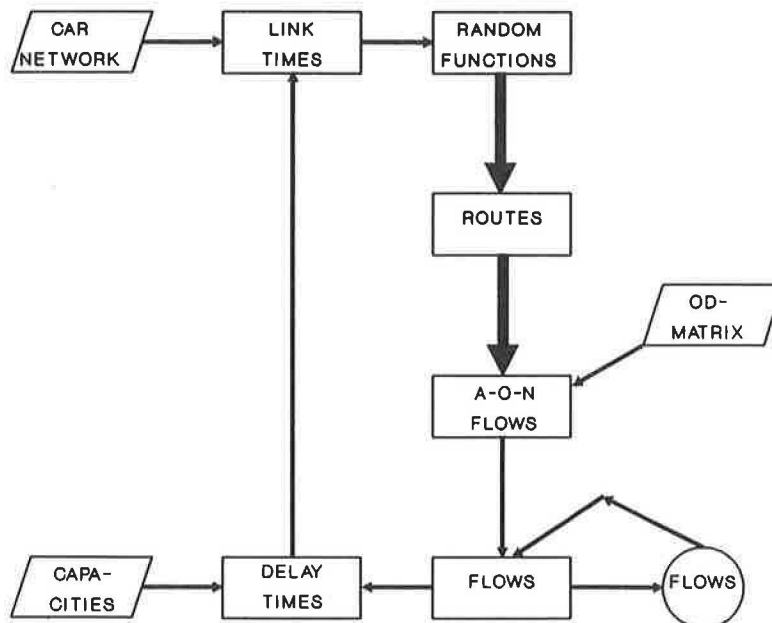 CAR
NETWORK
LINK
TIMES
RANDOM
FUNCTIONS
ROUTES
OD-
MATRIX
A-O-N
FLOWS
CAPA-
CITIES
DELAY
TIMES
FLOWS
FLOWS